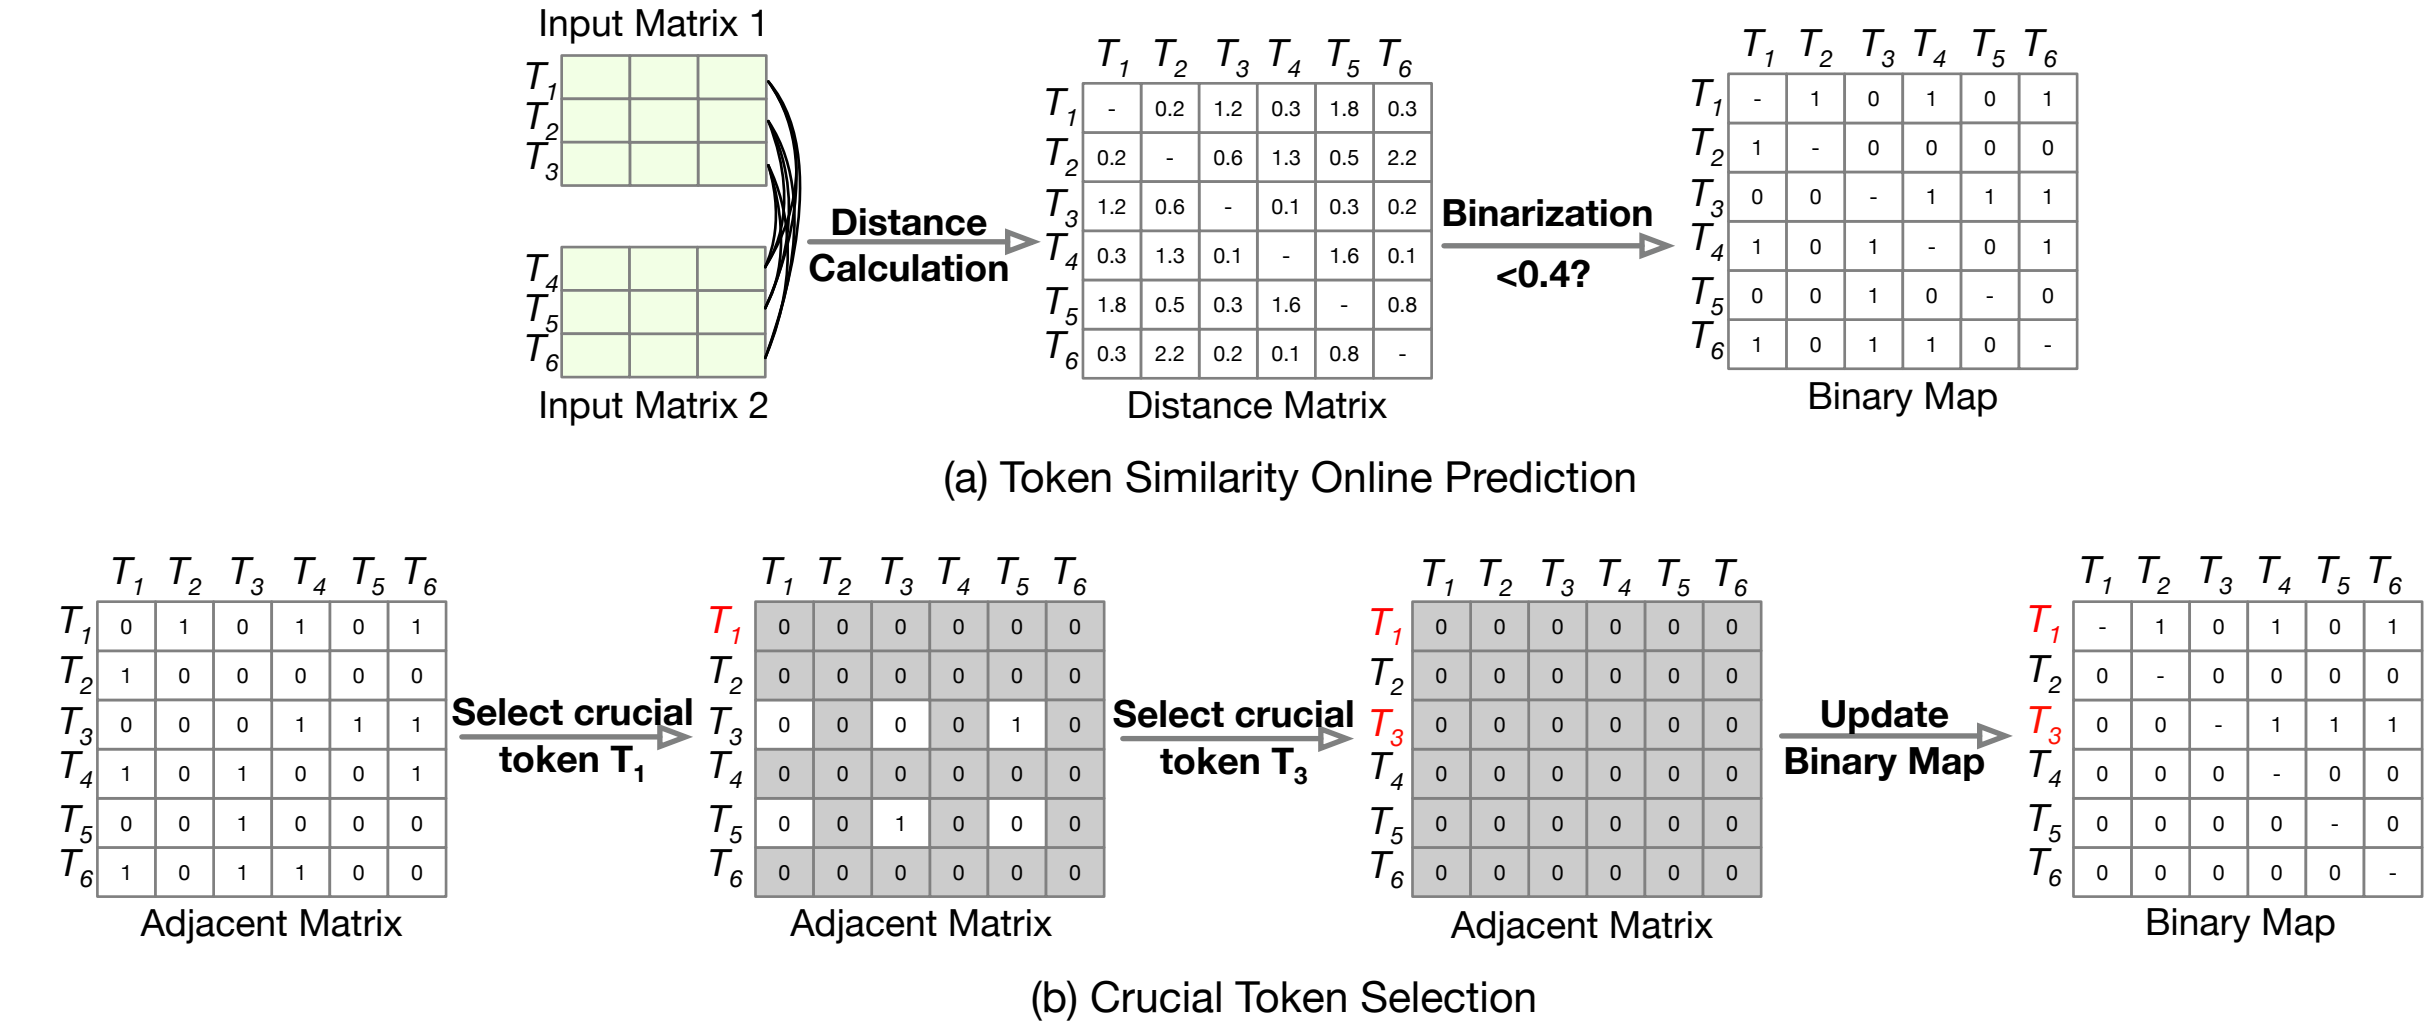 Input Matrix 1
T1
T2
T3
T4
T5
T6
Input Matrix 2
Distance
Calculation
T1 T2 T3 T4 T5 T6
T1 - 0.2 1.2 0.3 1.8 0.3
T2 0.2 - 0.6 1.3 0.5 2.2
T3 1.2 0.6 - 0.1 0.3 0.2
T4 0.3 1.3 0.1 - 1.6 0.1
T5 1.8 0.5 0.3 1.6 - 0.8
T6 0.3 2.2 0.2 0.1 0.8 -
Distance Matrix
Binarization
<0.4?
T1 T2 T3 T4 T5 T6
T1 - 1 0 1 0 1
T2 1 - 0 0 0 0
T3 0 0 - 1 1 1
T4 1 0 1 - 0 1
T5 0 0 1 0 - 0
T6 1 0 1 1 0 -
Binary Map
(a) Token Similarity Online Prediction
T1 T2 T3 T4 T5 T6
T1 0 1 0 1 0 1
T2 1 0 0 0 0 0
T3 0 0 0 1 1 1
T4 1 0 1 0 0 1
T5 0 0 1 0 0 0
T6 1 0 1 1 0 0
Adjacent Matrix
Select crucial
token T1
T1 T2 T3 T4 T5 T6
T1 0 0 0 0 0 0
T2 0 0 0 0 0 0
T3 0 0 0 0 1 0
T4 0 0 0 0 0 0
T5 0 0 1 0 0 0
T6 0 0 0 0 0 0
Adjacent Matrix
Select crucial
token T3
T1 T2 T3 T4 T5 T6
T1 0 0 0 0 0 0
T2 0 0 0 0 0 0
T3 0 0 0 0 0 0
T4 0 0 0 0 0 0
T5 0 0 0 0 0 0
T6 0 0 0 0 0 0
Adjacent Matrix
Update
Binary Map
T1 T2 T3 T4 T5 T6
T1 - 1 0 1 0 1
T2 0 - 0 0 0 0
T3 0 0 - 1 1 1
T4 0 0 0 - 0 0
T5 0 0 0 0 - 0
T6 0 0 0 0 0 -
Binary Map
(b) Crucial Token Selection